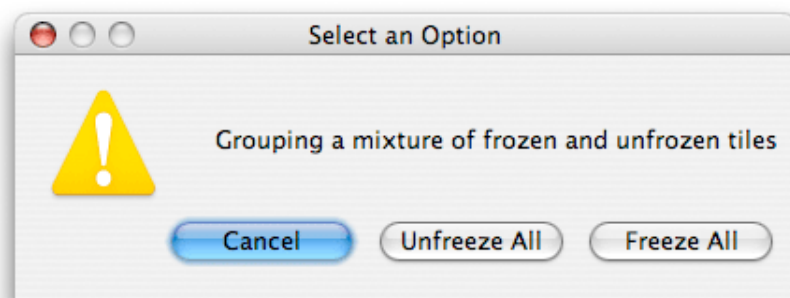 Select an Option
Grouping a mixture of frozen and unfrozen tiles
Cancel Unfreeze All Freeze All